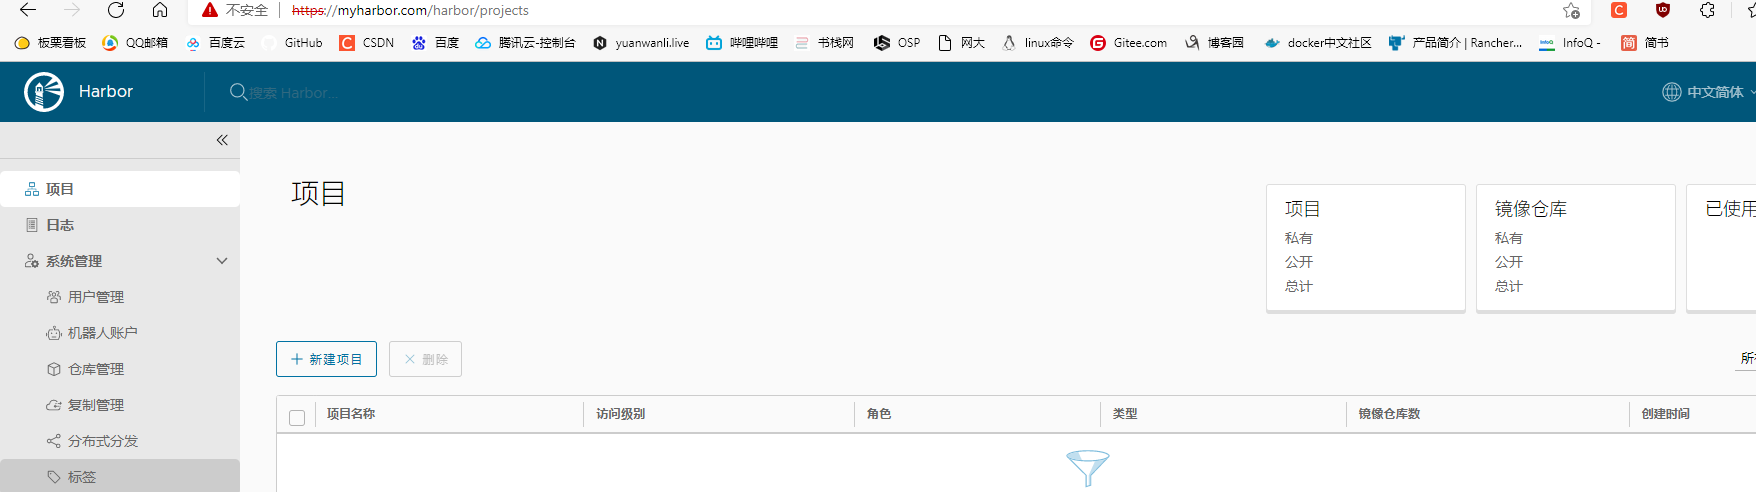 不安全 https://myharbor.com/harbor/projects
板栗看板 QQ邮箱 百度云 GitHub CSDN 百度 腾讯云-控制台 yuanwanli.live 哔哩哔哩 书栈网 OSP 网大 linux命令 Gitee.com 博客园 docker中文社区 产品简介 | Rancher... InfoQ - 简书
Harbor 搜索 Harbor... 中文简体
项目
日志
系统管理
用户管理
机器人账户
仓库管理
复制管理
分布式分发
标签
项目
项目
私有
公开
总计
镜像仓库
私有
公开
总计
已使用
新建项目 删除
项目名称 访问级别 角色 类型 镜像仓库数 创建时间